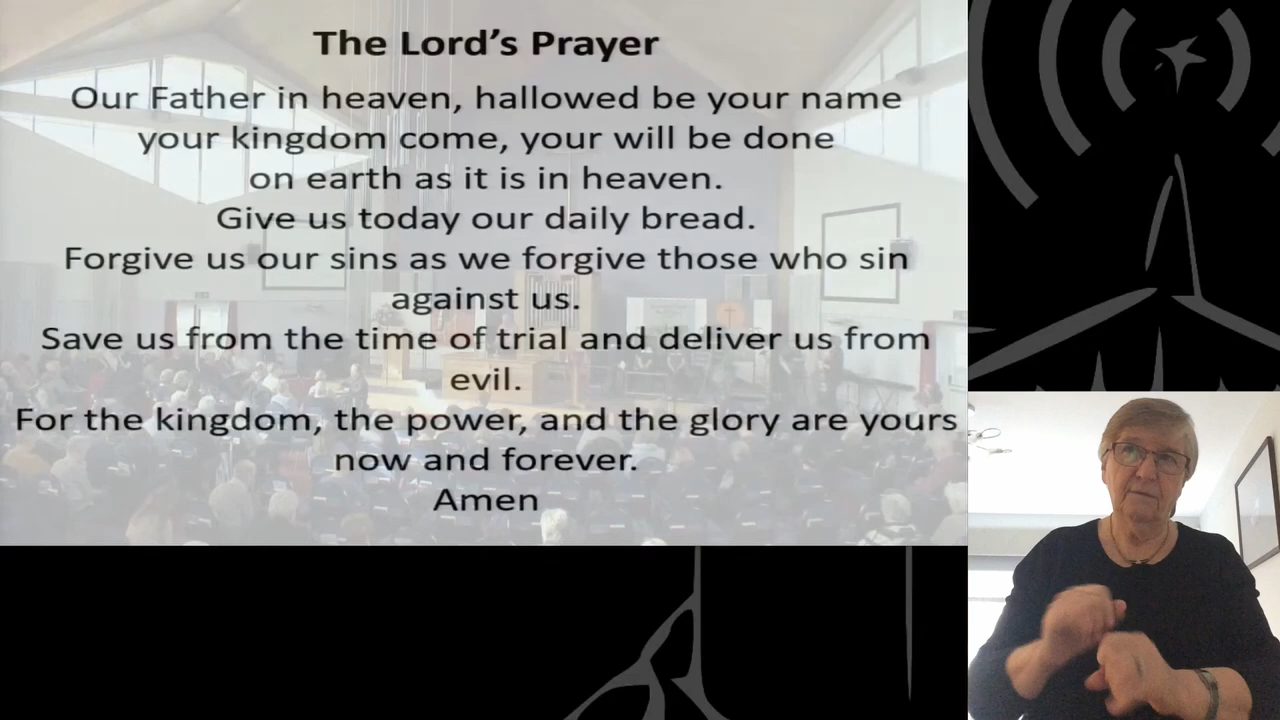 The Lord's Prayer
Our Father in heaven, hallowed be your name
your kingdom come, your will be done
on earth as it is in heaven.
Give us today our daily bread.
Forgive us our sins as we forgive those who sin
against us.
Save us from the time of trial and deliver us from
evil.
For the kingdom, the power, and the glory are yours
now and forever.
Amen